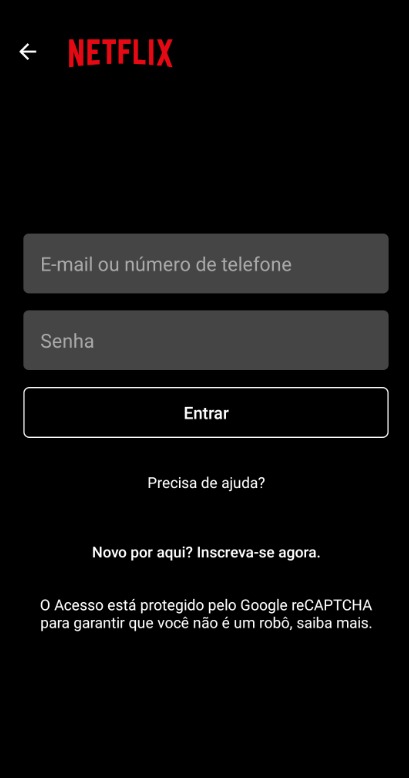 NETFLIX
E-mail ou número de telefone
Senha
Entrar
Precisa de ajuda?
Novo por aqui? Inscreva-se agora.
O Acesso está protegido pelo Google reCAPTCHA
para garantir que você não é um robô, saiba mais.